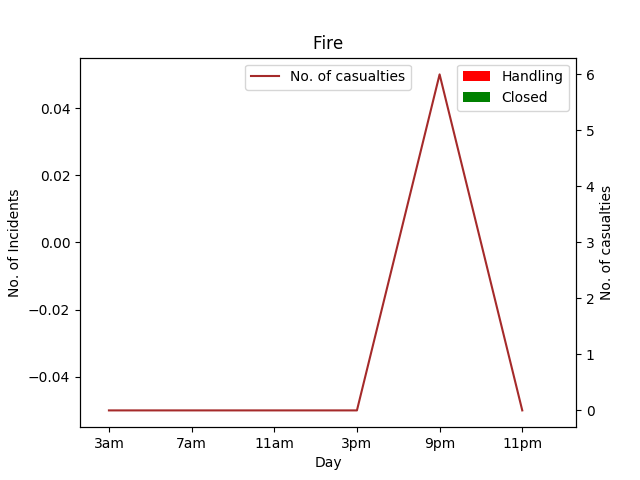 Fire
No. of casualties
Handling
Closed
0.04
0.02
0.00
−0.02
−0.04
No. of Incidents
6
5
4
3
2
1
0
No. of casualties
3am 7am 11am 3pm 9pm 11pm
Day